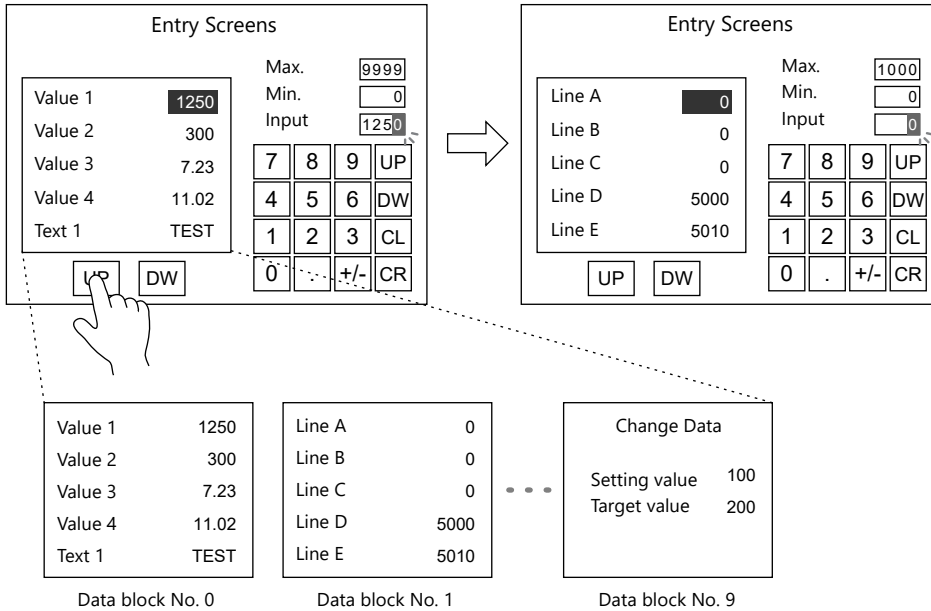 Entry Screens
Max. 9999
Min. 0
Input 1250
Value 1 1250
Value 2 300
Value 3 7.23
Value 4 11.02
Text 1 TEST
UP DW
7 8 9 UP
4 5 6 DW
1 2 3 CL
0 . +/- CR
Entry Screens
Max. 1000
Min. 0
Input 0
Line A 0
Line B 0
Line C 0
Line D 5000
Line E 5010
UP DW
7 8 9 UP
4 5 6 DW
1 2 3 CL
0 . +/- CR
Value 1 1250
Value 2 300
Value 3 7.23
Value 4 11.02
Text 1 TEST
Data block No. 0
Line A 0
Line B 0
Line C 0
Line D 5000
Line E 5010
Data block No. 1
Change Data
Setting value 100
Target value 200
Data block No. 9